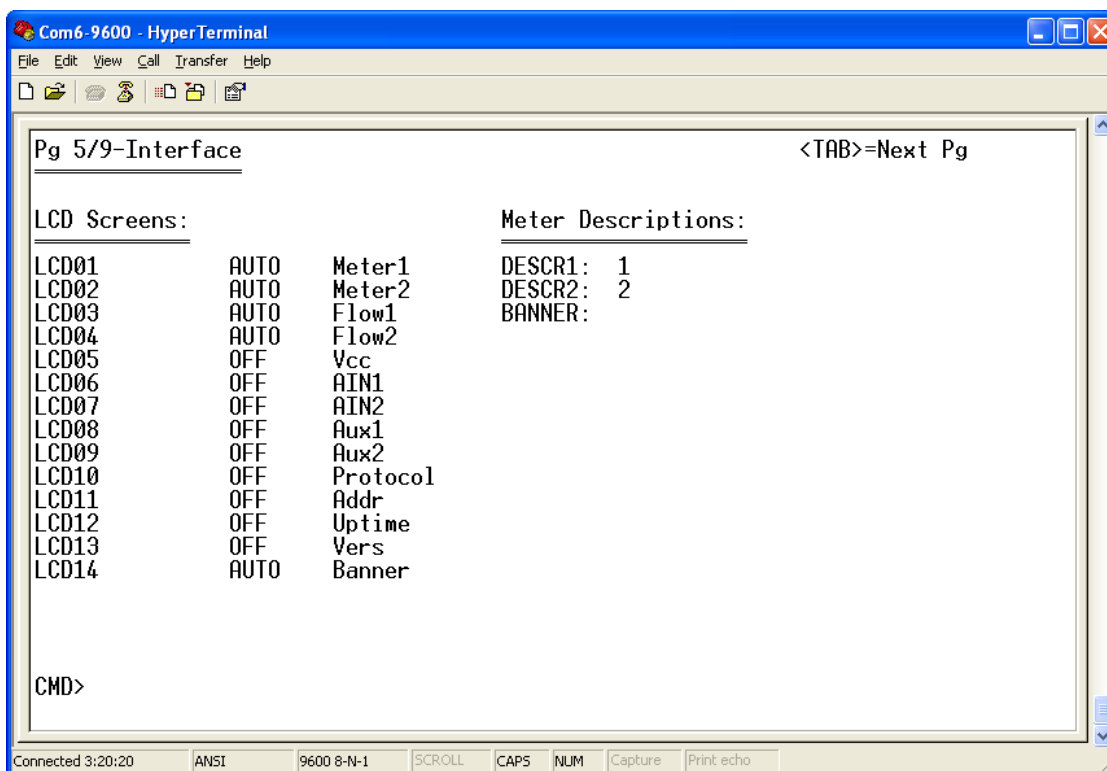 Com6-9600 - HyperTerminal
File Edit View Call Transfer Help
Pg 5/9-Interface <TAB>=Next Pg
LCD Screens: Meter Descriptions:
LCD01 AUTO Meter1 DESCR1: 1
LCD02 AUTO Meter2 DESCR2: 2
LCD03 AUTO Flow1 BANNER:
LCD04 AUTO Flow2
LCD05 OFF Vcc
LCD06 OFF AIN1
LCD07 OFF AIN2
LCD08 OFF Aux1
LCD09 OFF Aux2
LCD10 OFF Protocol
LCD11 OFF Addr
LCD12 OFF Uptime
LCD13 OFF Vers
LCD14 AUTO Banner
CMD>
Connected 3:20:20 ANSI 9600 8-N-1 SCROLL CAPS NUM Capture Print echo